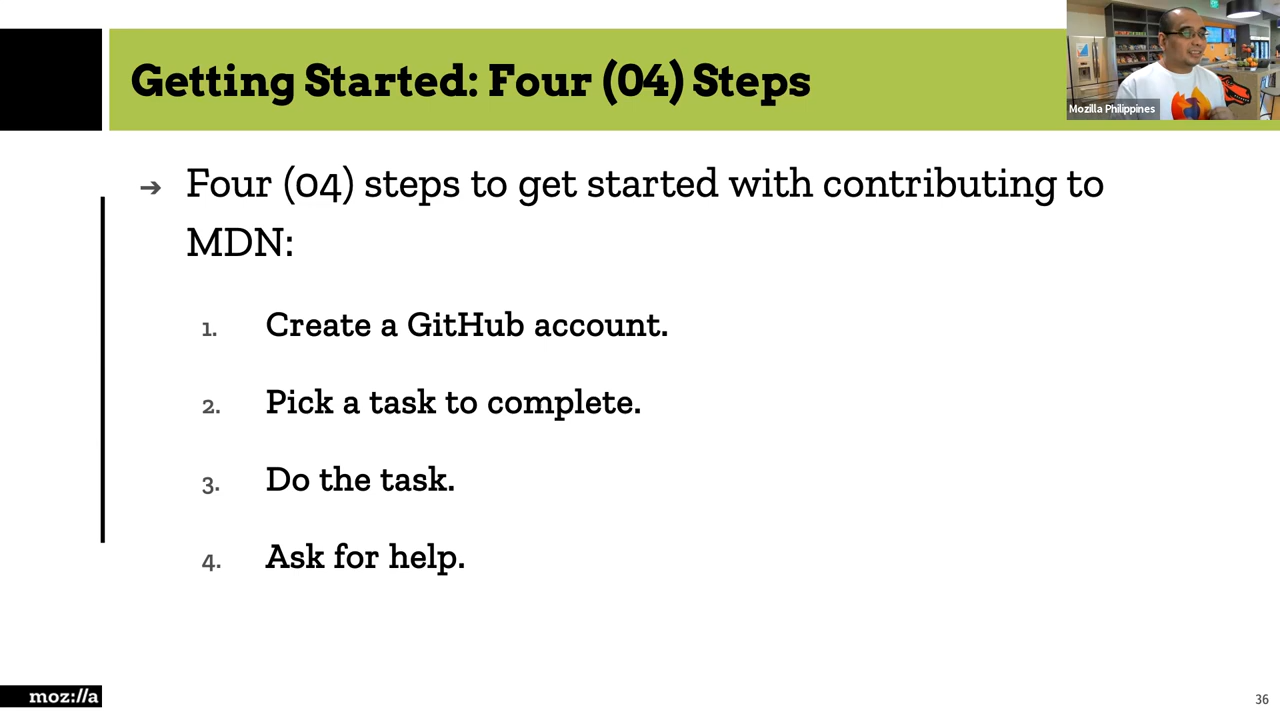 Getting Started: Four (04) Steps
Mozilla Philippines
➔ Four (04) steps to get started with contributing to
MDN:
1. Create a GitHub account.
2. Pick a task to complete.
3. Do the task.
4. Ask for help.
moz://a
36